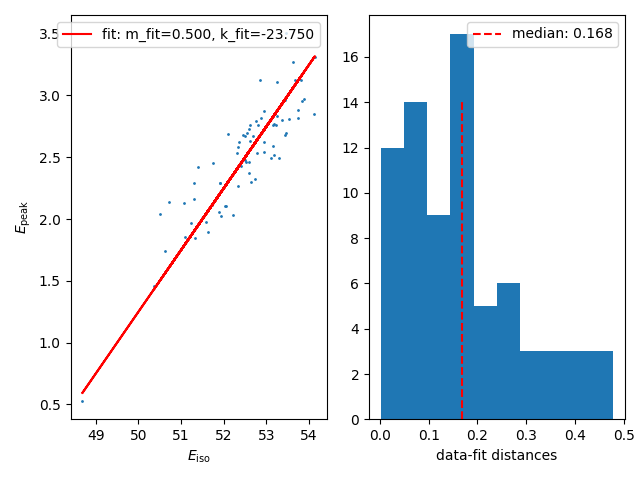 fit: m_fit=0.500, k_fit=-23.750
3.5
3.0
2.5
2.0
1.5
1.0
0.5
E_peak
49 50 51 52 53 54
E_iso
median: 0.168
16
14
12
10
8
6
4
2
0
0.0 0.1 0.2 0.3 0.4 0.5
data-fit distances